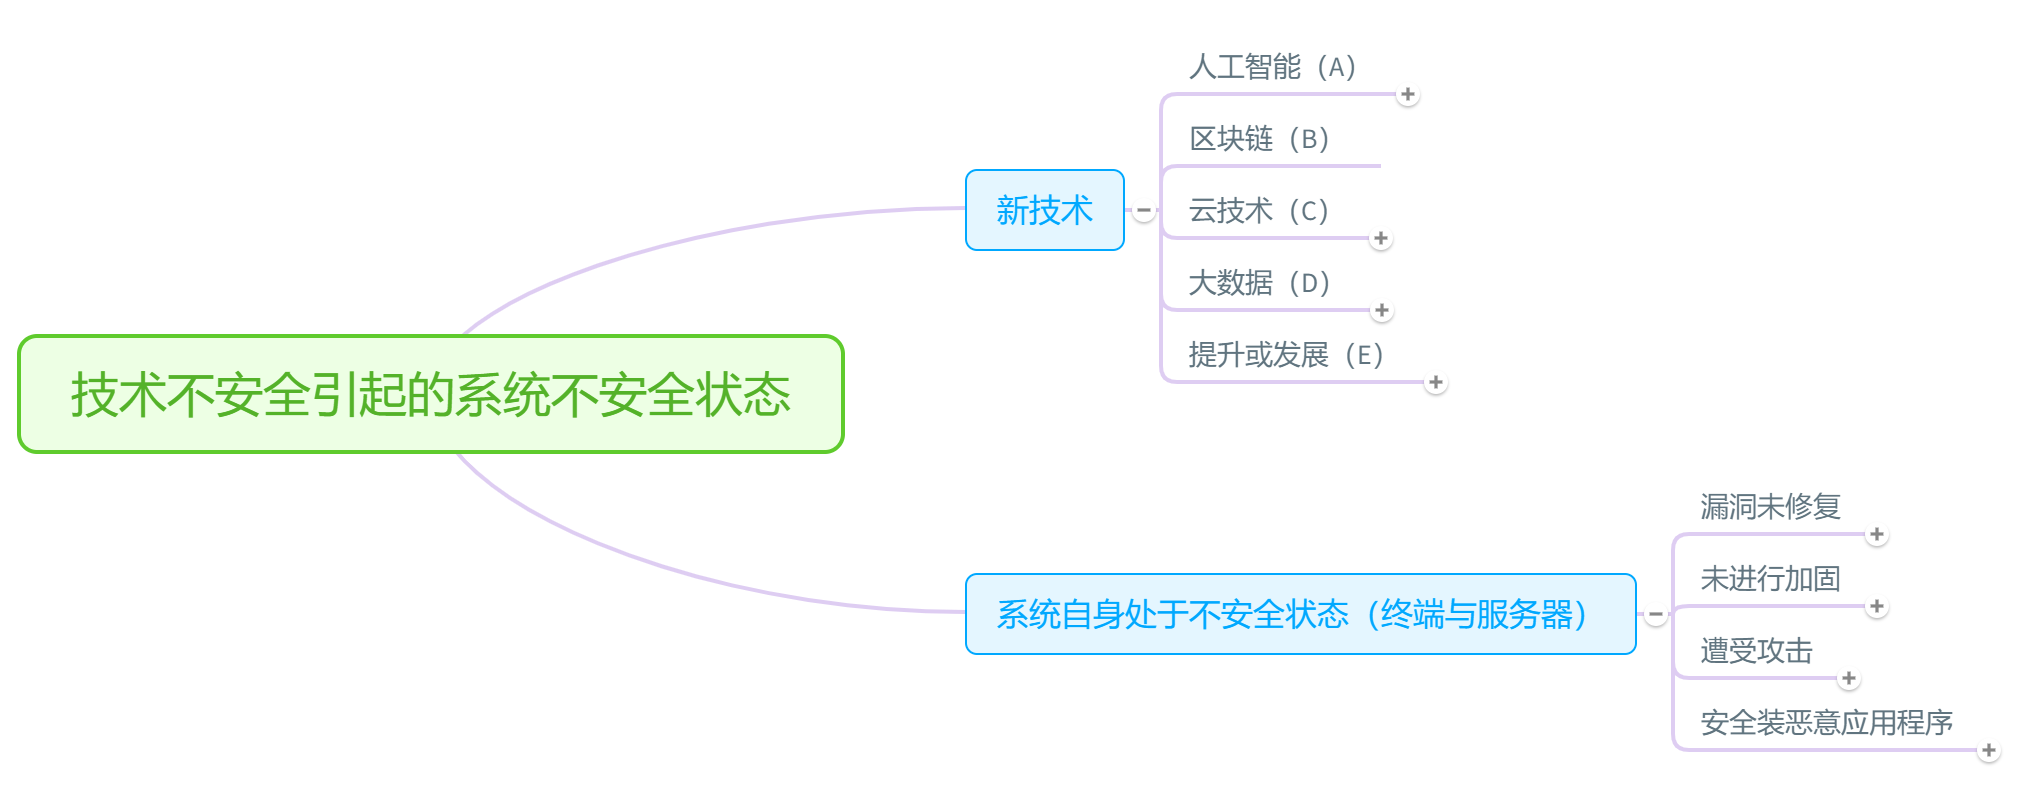 技术不安全引起的系统不安全状态
新技术
人工智能（A）
区块链（B）
云技术（C）
大数据（D）
提升或发展（E）
系统自身处于不安全状态（终端与服务器）
漏洞未修复
未进行加固
遭受攻击
安全装恶意应用程序